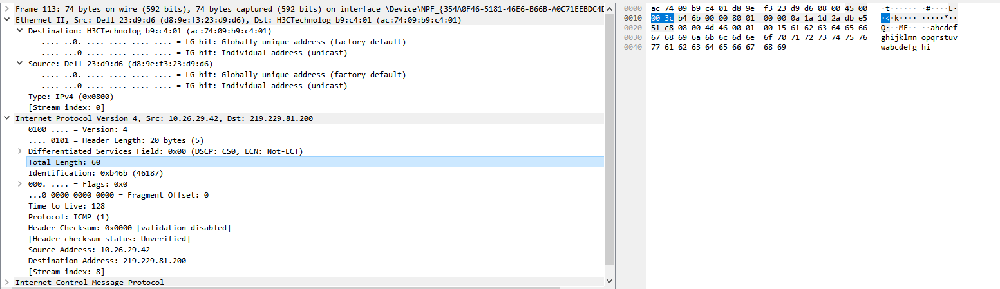 Frame 113: 74 bytes on wire (592 bits), 74 bytes captured (592 bits) on interface \Device\NPF_{354A0F46-5181-46E6-B66B-A0C71EEBDC4D
Ethernet II, Src: Dell_23:d9:d6 (d8:9e:f3:23:d9:d6), Dst: H3CTechnolog_b9:c4:01 (ac:74:09:b9:c4:01)
Destination: H3CTechnolog_b9:c4:01 (ac:74:09:b9:c4:01)
.... ..0. .... .... .... .... = LG bit: Globally unique address (factory default)
.... ...0 .... .... .... .... = IG bit: Individual address (unicast)
Source: Dell_23:d9:d6 (d8:9e:f3:23:d9:d6)
.... ..0. .... .... .... .... = LG bit: Globally unique address (factory default)
.... ...0 .... .... .... .... = IG bit: Individual address (unicast)
Type: IPv4 (0x0800)
[Stream index: 0]
Internet Protocol Version 4, Src: 10.26.29.42, Dst: 219.229.81.200
0100 .... = Version: 4
.... 0101 = Header Length: 20 bytes (5)
Differentiated Services Field: 0x00 (DSCP: CS0, ECN: Not-ECT)
Total Length: 60
Identification: 0xb46b (46187)
000. .... = Flags: 0x0
...0 0000 0000 0000 = Fragment Offset: 0
Time to Live: 128
Protocol: ICMP (1)
Header Checksum: 0x0000 [validation disabled]
[Header checksum status: Unverified]
Source Address: 10.26.29.42
Destination Address: 219.229.81.200
[Stream index: 8]
Internet Control Message Protocol
0000 ac 74 09 b9 c4 01 d8 9e f3 23 d9 d6 08 00 45 00 ·t······ ·#····E·
0010 00 3c b4 6b 00 00 80 01 00 00 0a 1a 1d 2a db e5 ·<·k···· ·····*··
0020 51 c8 08 00 4d 46 00 01 00 15 61 62 63 64 65 66 Q···MF·· ··abcdef
0030 67 68 69 6a 6b 6c 6d 6e 6f 70 71 72 73 74 75 76 ghijklmn opqrstuv
0040 77 61 62 63 64 65 66 67 68 69 wabcdefg hi